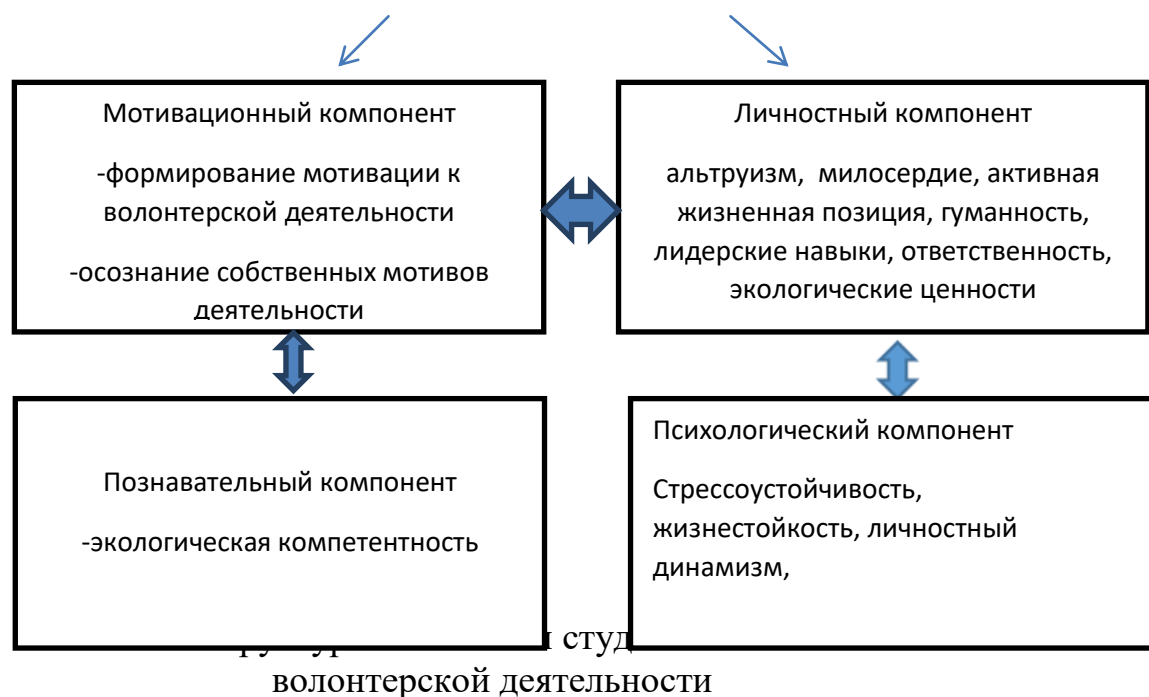 Мотивационный компонент
-формирование мотивации к
волонтерской деятельности
-осознание собственных мотивов
деятельности
Личностный компонент
альтруизм, милосердие, активная
жизненная позиция, гуманность,
лидерские навыки, ответственность,
экологические ценности
Познавательный компонент
-экологическая компетентность
Психологический компонент
Стрессоустойчивость,
жизнестойкость, личностный
динамизм,
волонтерской деятельности